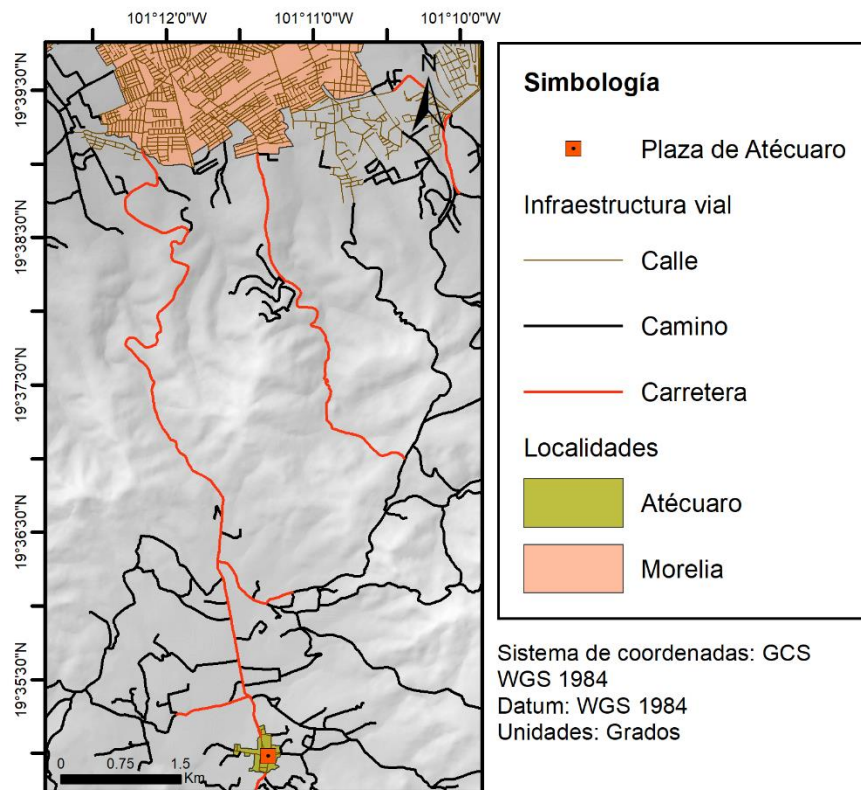 101°12'0"W 101°11'0"W 101°10'0"W
19°39'30"N
19°38'30"N
19°37'30"N
19°36'30"N
19°35'30"N
N
0 0.75 1.5
Km
Simbología
Plaza de Atécuaro
Infraestructura vial
Calle
Camino
Carretera
Localidades
Atécuaro
Morelia
Sistema de coordenadas: GCS
WGS 1984
Datum: WGS 1984
Unidades: Grados